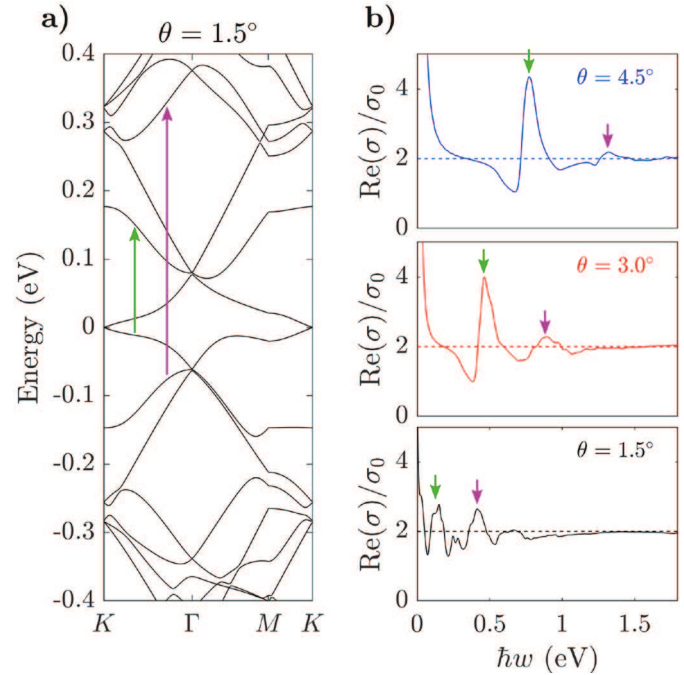 a)
θ = 1.5°
Energy (eV)
0.4
0.3
0.2
0.1
0
-0.1
-0.2
-0.3
-0.4
K Γ M K
b)
Re(σ)/σ₀
4
2
0
θ = 4.5°
Re(σ)/σ₀
4
2
0
θ = 3.0°
Re(σ)/σ₀
4
2
0
θ = 1.5°
0 0.5 1 1.5
ħw (eV)